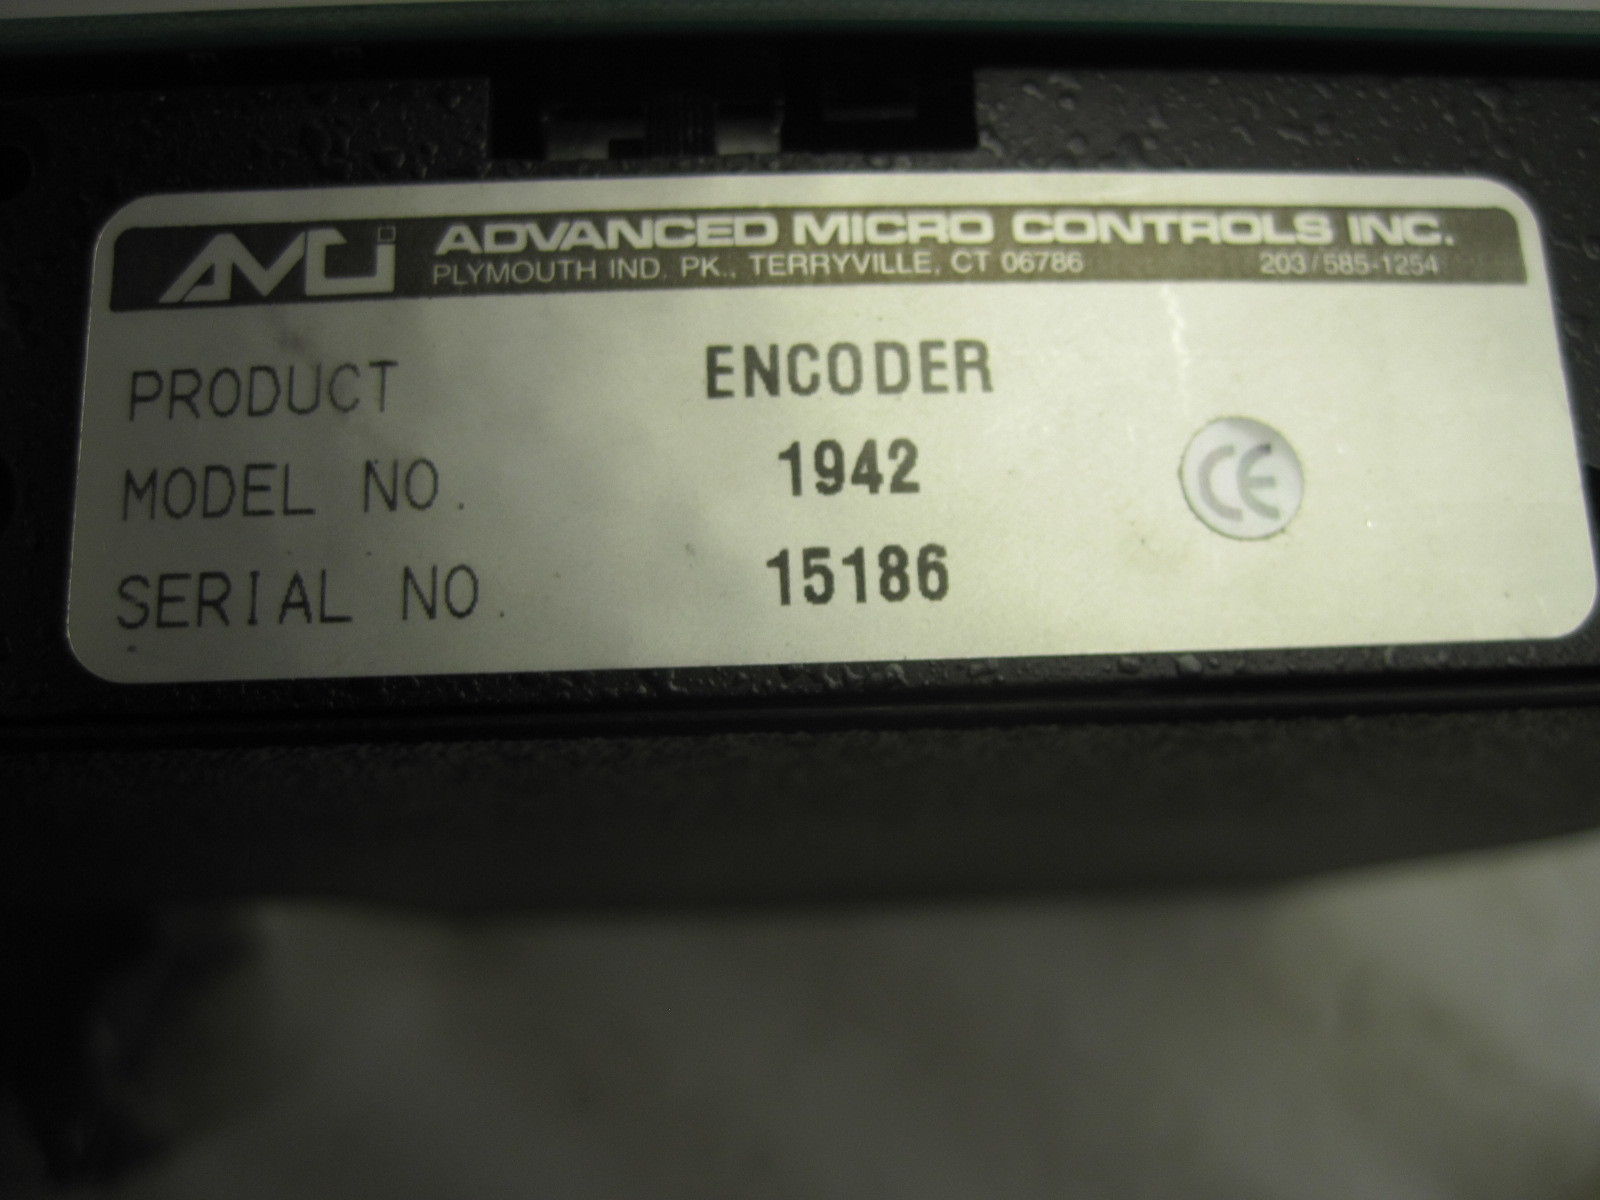 AMCI ADVANCED MICRO CONTROLS INC.
PLYMOUTH IND. PK., TERRYVILLE, CT 06786 203/585-1254
PRODUCT ENCODER
MODEL NO. 1942
CE
SERIAL NO. 15186